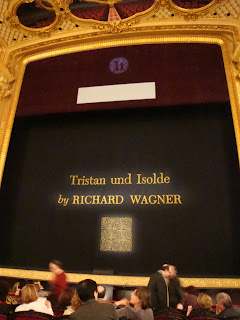 Tristan und Isolde
by RICHARD WAGNER